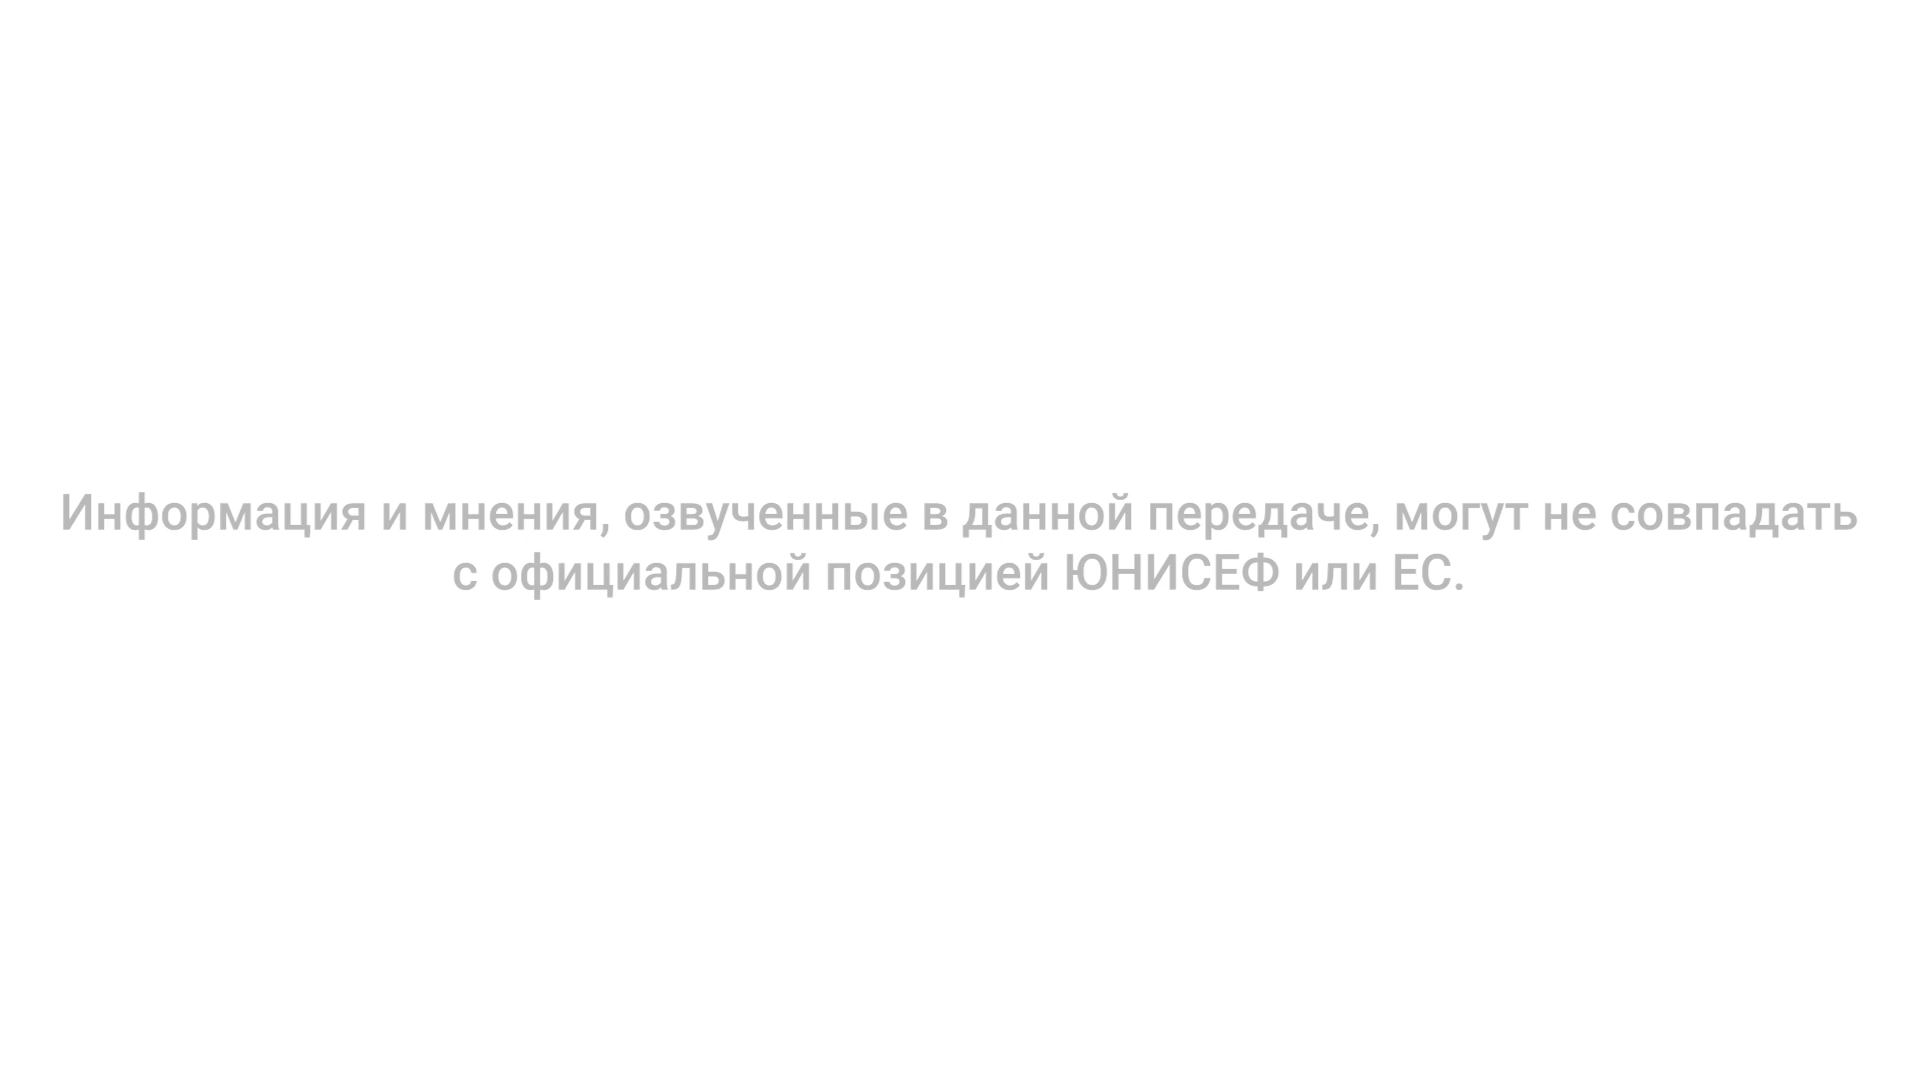 Информация и мнения, озвученные в данной передаче, могут не совпадать
с официальной позицией ЮНИСЕФ или ЕС.